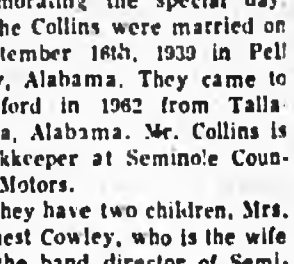 morating the special day.
he Collins were married on
tember 16th, 1939 in Pell
, Alabama. They came to
ford in 1962 from Talla-
a, Alabama. Mr. Collins is
kkeeper at Seminole Coun-
Motors.
hey have two children, Mrs.
nest Cowley, who is the wife
the band director of Semi-